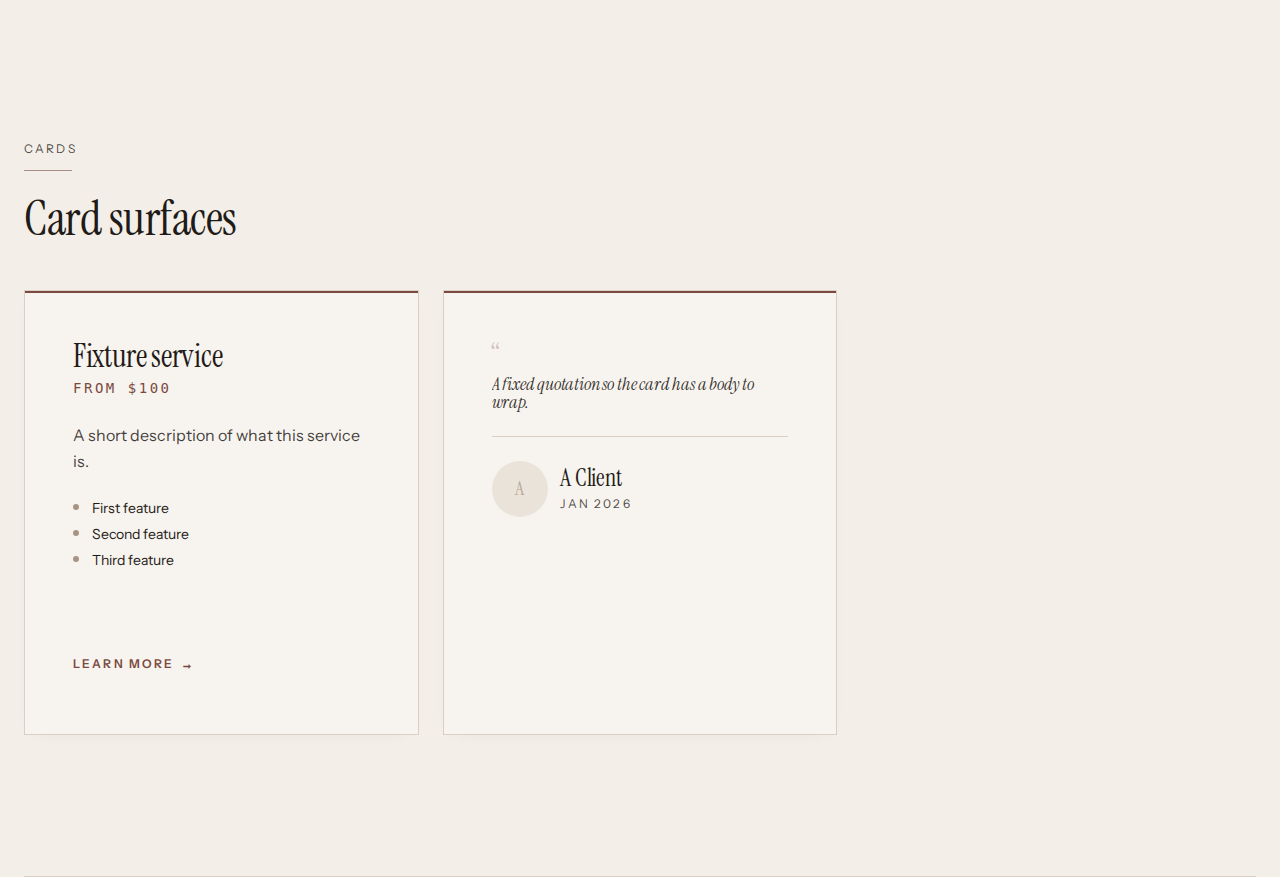 CARDS
Card surfaces
Fixture service
FROM $100
A short description of what this service
is.
First feature
Second feature
Third feature
LEARN MORE →
“
A fixed quotation so the card has a body to
wrap.
A
A Client
JAN 2026